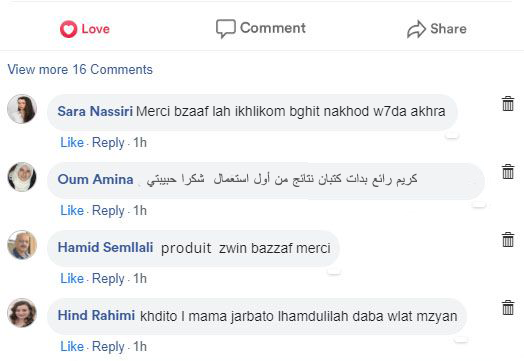 Love Comment Share
View more 16 Comments
Sara Nassiri Merci bzaaf lah ikhlikom bghit nakhod w7da akhra
Like · Reply · 1h
Oum Amina كريم رائع بدات كتبان نتائج من أول استعمال شكرا حبيبتي
Like · Reply · 1h
Hamid Semllali produit zwin bazzaf merci
Like · Reply · 1h
Hind Rahimi khdito l mama jarbato lhamdulilah daba wlat mzyan
Like · Reply · 1h